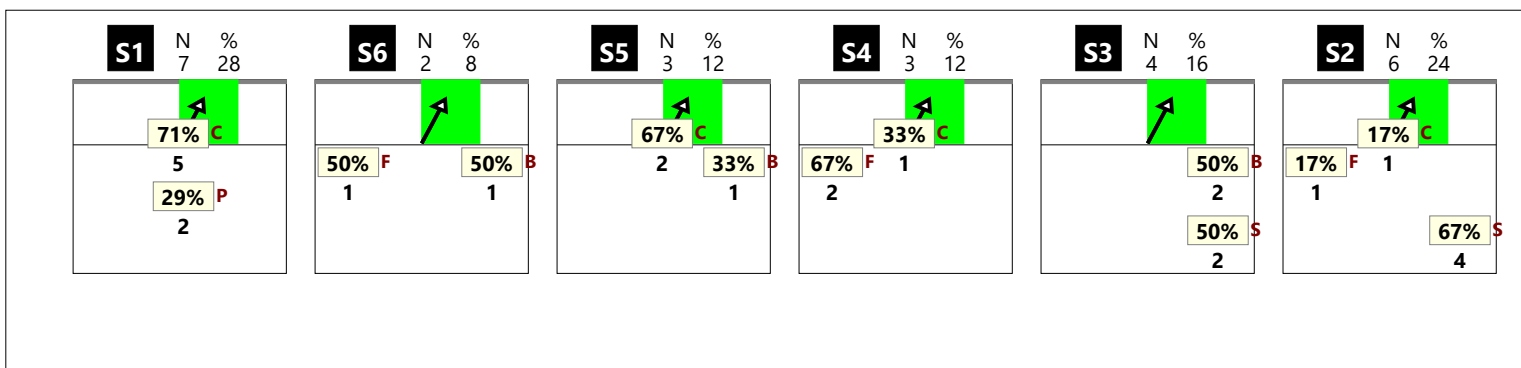 S1 N % 7 28
71% C
5
29% P
2
S6 N % 2 8
50% F 50% B
1 1
S5 N % 3 12
67% C
2 33% B
1
S4 N % 3 12
33% C
67% F 1
2
S3 N % 4 16
50% B
2
50% S
2
S2 N % 6 24
17% C
17% F 1
1
67% S
4